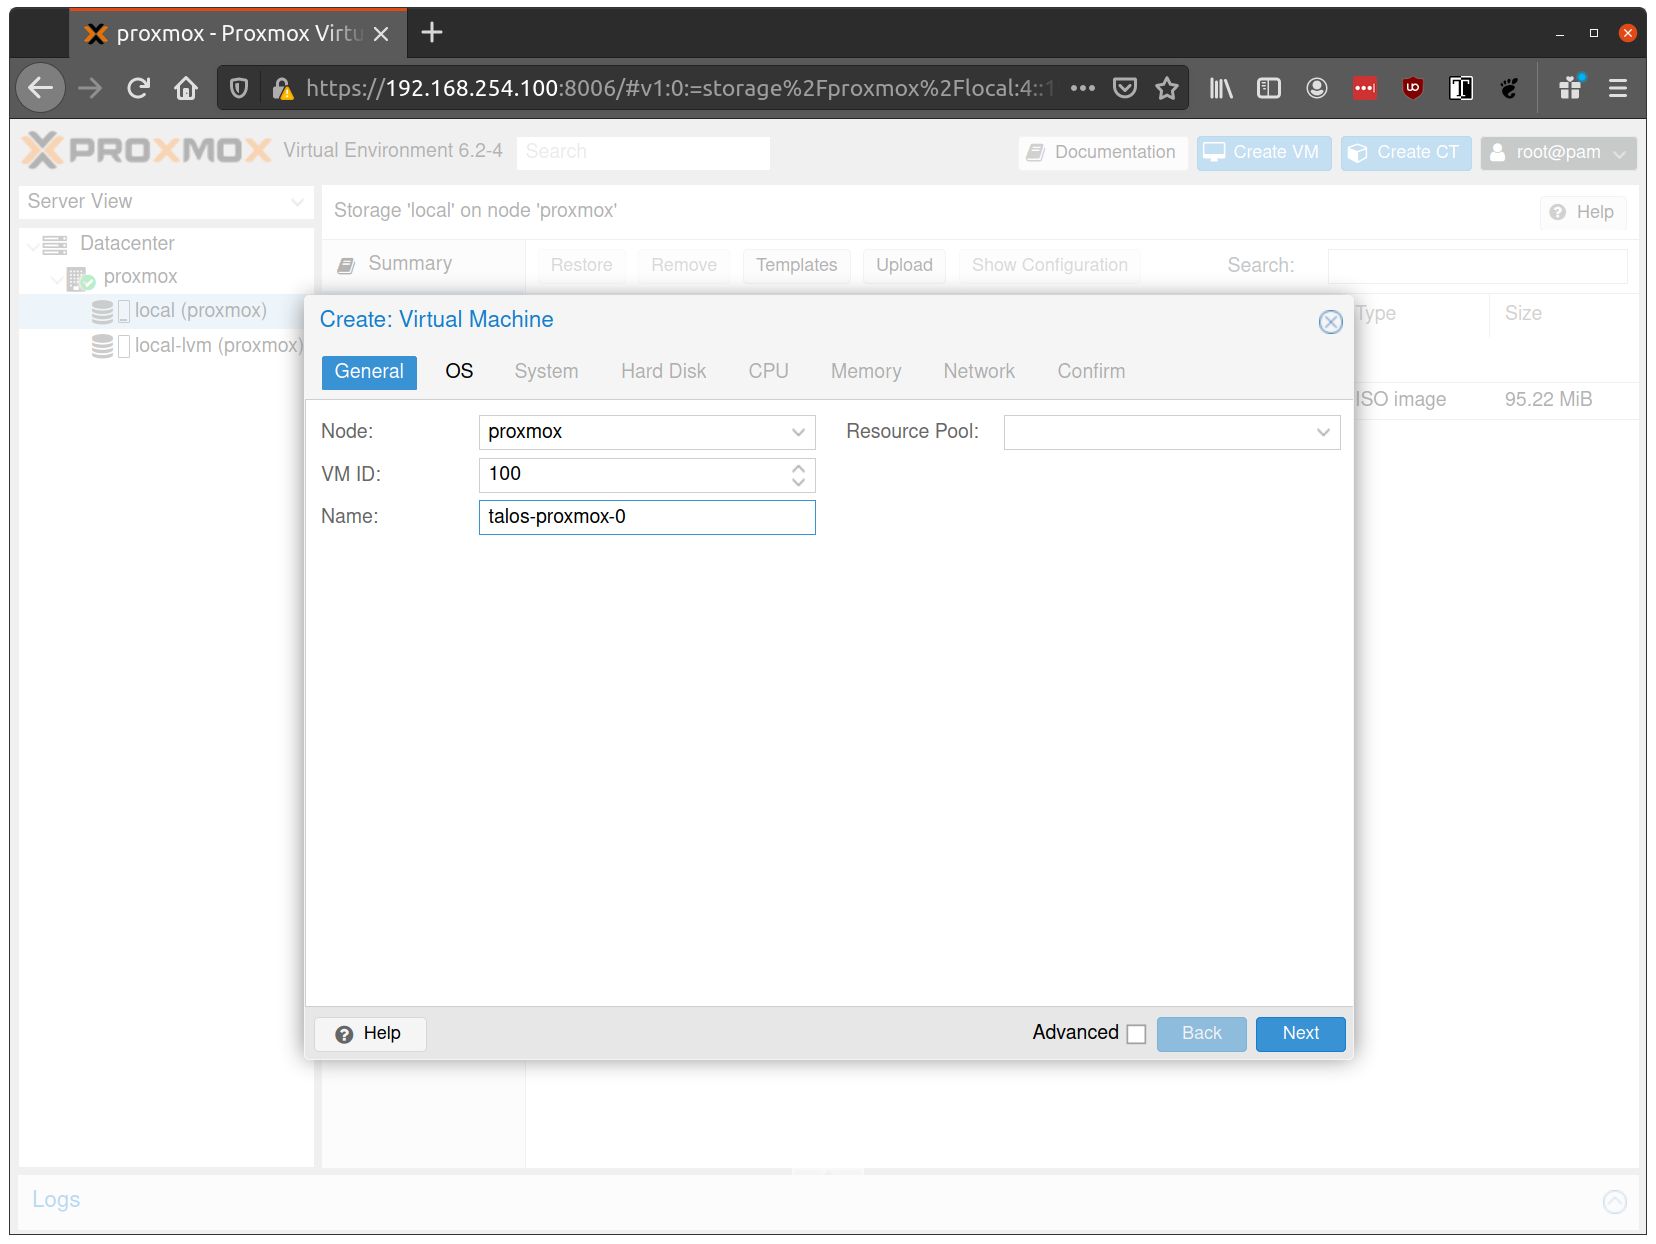 proxmox - Proxmox Virtu
https://192.168.254.100:8006/#v1:0:=storage%2Fproxmox%2Flocal:4::1
PROXMOX Virtual Environment 6.2-4 Search Documentation Create VM Create CT root@pam
Server View
Storage 'local' on node 'proxmox' Help
Datacenter
proxmox
local (proxmox)
local-lvm (proxmox)
Summary Restore Remove Templates Upload Show Configuration Search:
Type Size
ISO image 95.22 MiB
Create: Virtual Machine
General OS System Hard Disk CPU Memory Network Confirm
Node: proxmox Resource Pool:
VM ID: 100
Name: talos-proxmox-0
Help Advanced Back Next
Logs